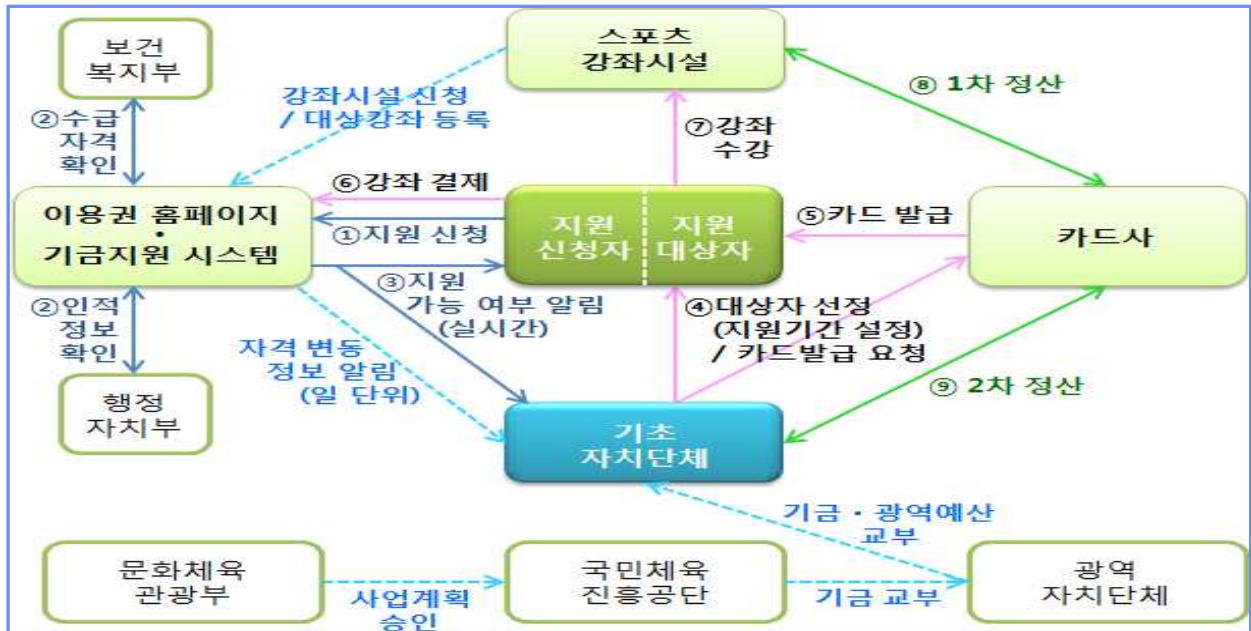 보건
복지부
스포츠
강좌시설
⑧ 1차 정산
강좌시설 신청
/ 대상강좌 등록
②수급
자격
확인
⑦강좌
수강
⑥강좌 결제
이용권 홈페이지
·
기금지원 시스템
①지원 신청
지원
신청자
지원
대상자
⑤카드 발급
카드사
③지원
가능 여부 알림
(실시간)
④대상자 선정
(지원기간 설정)
/ 카드발급 요청
②인적
정보
확인
자격 변동
정보 알림
(일 단위)
⑨ 2차 정산
행정
자치부
기초
자치단체
기금·광역예산
교부
문화체육
관광부
사업계획
승인
국민체육
진흥공단
기금 교부
광역
자치단체